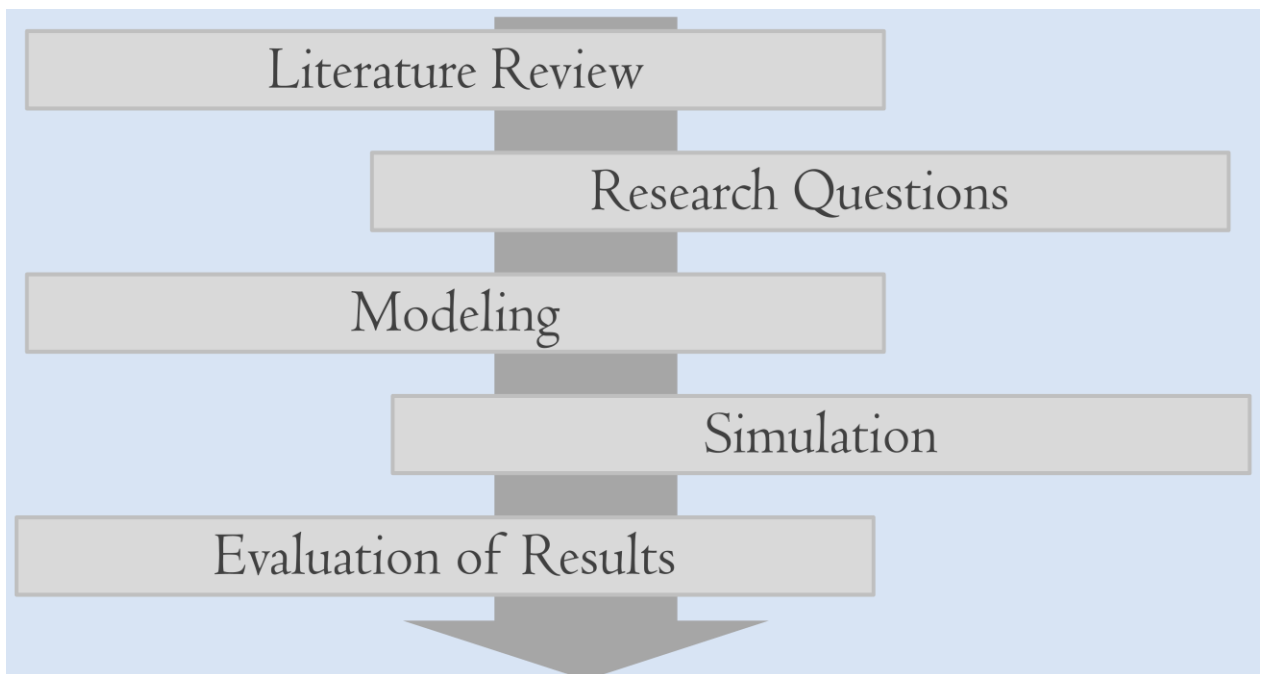 Literature Review
Research Questions
Modeling
Simulation
Evaluation of Results